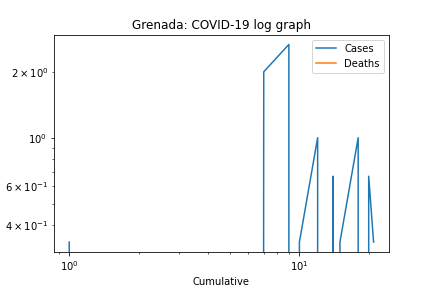 Grenada: COVID-19 log graph
Cases
Deaths
2 × 10⁰
10⁰
6 × 10⁻¹
4 × 10⁻¹
10⁰ 10¹
Cumulative